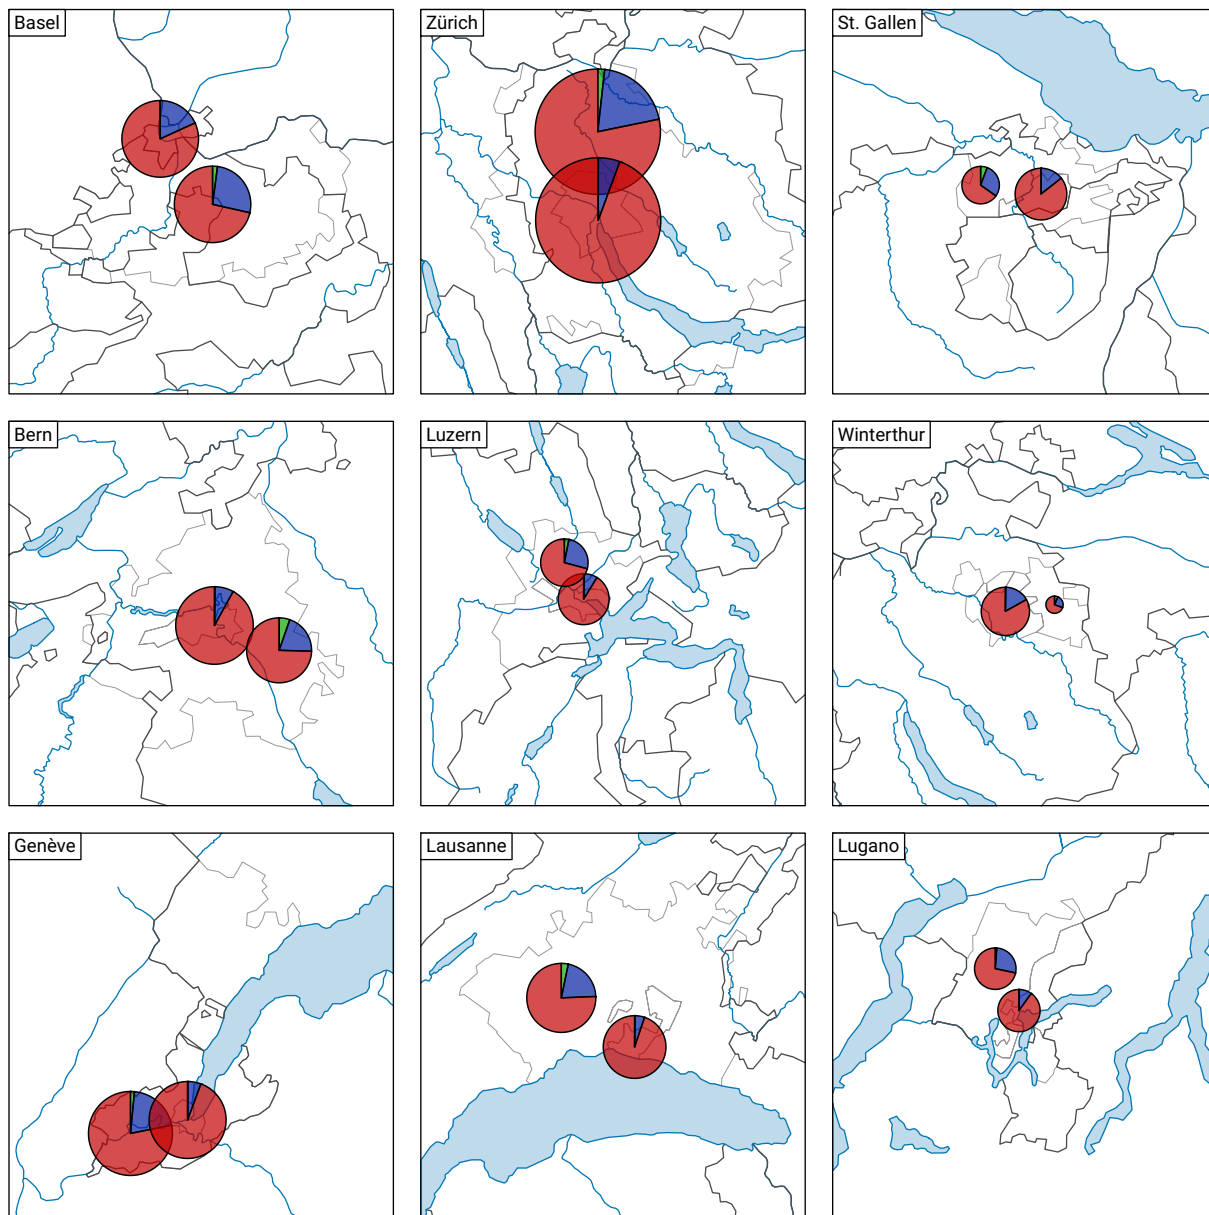 Basel
Zürich
St. Gallen
Bern
Luzern
Winterthur
Genève
Lausanne
Lugano